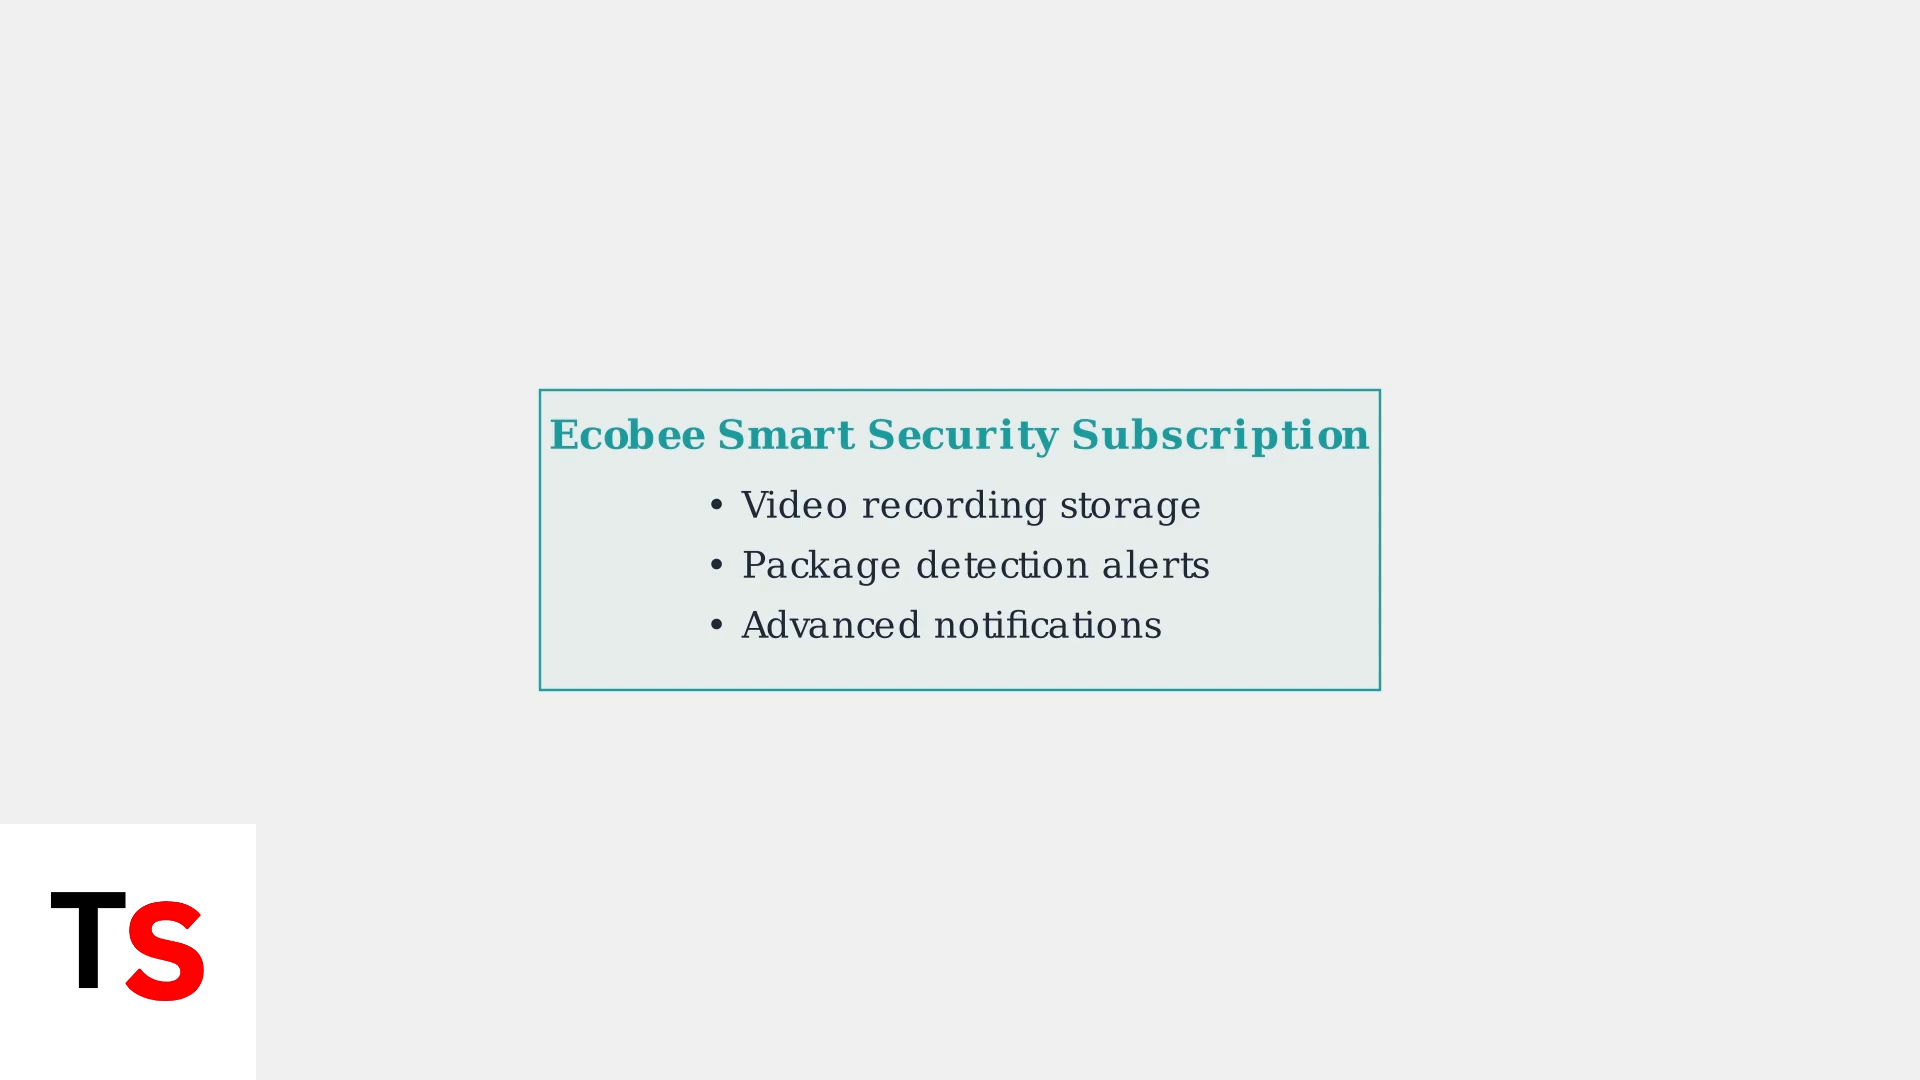 Ecobee Smart Security Subscription
• Video recording storage
• Package detection alerts
• Advanced notifications
TS